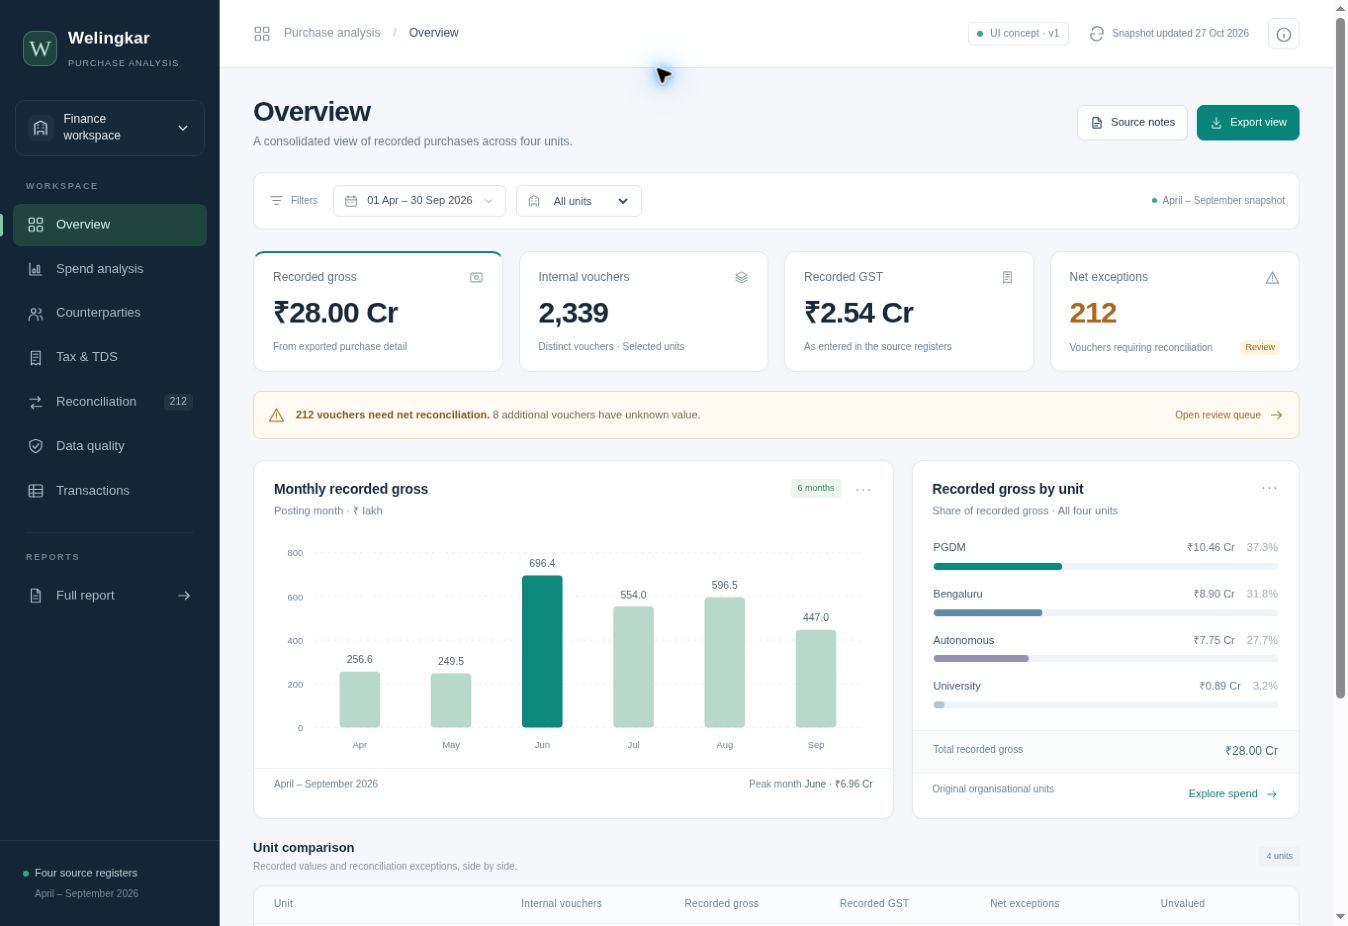 W
Welingkar
PURCHASE ANALYSIS
Finance
workspace
WORKSPACE
Overview
Spend analysis
Counterparties
Tax & TDS
Reconciliation 212
Data quality
Transactions
REPORTS
Full report
Four source registers
April – September 2026
Purchase analysis / Overview
UI concept · v1
Snapshot updated 27 Oct 2026
Overview
A consolidated view of recorded purchases across four units.
Source notes
Export view
Filters
01 Apr – 30 Sep 2026
All units
April – September snapshot
Recorded gross
₹28.00 Cr
From exported purchase detail
Internal vouchers
2,339
Distinct vouchers · Selected units
Recorded GST
₹2.54 Cr
As entered in the source registers
Net exceptions
212
Vouchers requiring reconciliation
Review
212 vouchers need net reconciliation. 8 additional vouchers have unknown value.
Open review queue
Monthly recorded gross
6 months
Posting month · ₹ lakh
800
600
400
200
0
256.6
249.5
696.4
554.0
596.5
447.0
Apr May Jun Jul Aug Sep
April – September 2026
Peak month June · ₹6.96 Cr
Recorded gross by unit
Share of recorded gross · All four units
PGDM ₹10.46 Cr 37.3%
Bengaluru ₹8.90 Cr 31.8%
Autonomous ₹7.75 Cr 27.7%
University ₹0.89 Cr 3.2%
Total recorded gross ₹28.00 Cr
Original organisational units
Explore spend
Unit comparison
Recorded values and reconciliation exceptions, side by side.
4 units
Unit Internal vouchers Recorded gross Recorded GST Net exceptions Unvalued